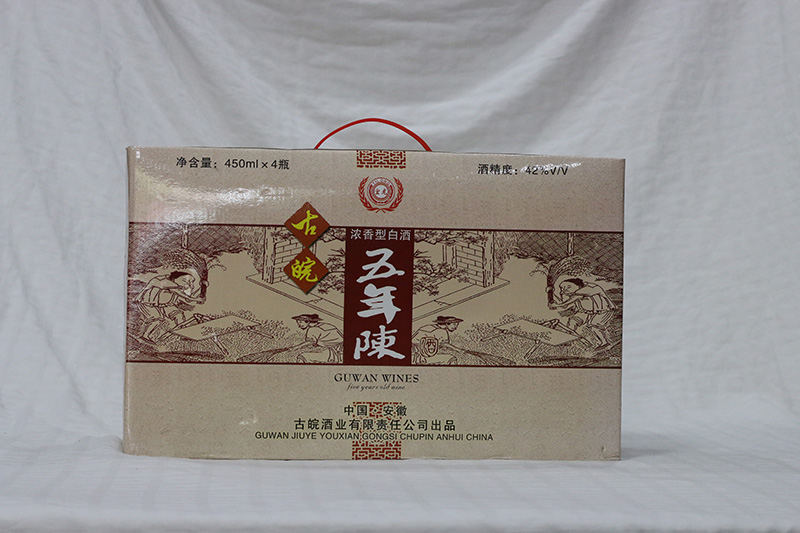 净含量：450ml×4瓶
酒精度：42%V/V
古皖
浓香型白酒
五年陳
GUWAN WINES
five years old wine
中国 安徽
古皖酒业有限责任公司出品
GUWAN JIUYE YOUXIAN GONGSI CHUPIN ANHUI CHINA